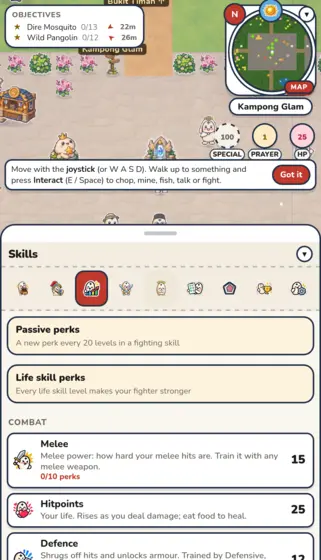 Bukit Timah
OBJECTIVES
★ Dire Mosquito 0/13 22m
★ Wild Pangolin 0/12 26m
Kampong Glam
N
MAP
Kampong Glam
100
1
25
SPECIAL
PRAYER
HP
Move with the joystick (or W A S D). Walk up to something and
press Interact (E / Space) to chop, mine, fish, talk or fight.
Got it
Skills
Passive perks
A new perk every 20 levels in a fighting skill
Life skill perks
Every life skill level makes your fighter stronger
COMBAT
Melee
Melee power: how hard your melee hits are. Train it with any
melee weapon.
0/10 perks
15
Hitpoints
Your life. Rises as you deal damage; eat food to heal.
25
Defence
Shrugs off hits and unlocks armour. Trained by Defensive,
12